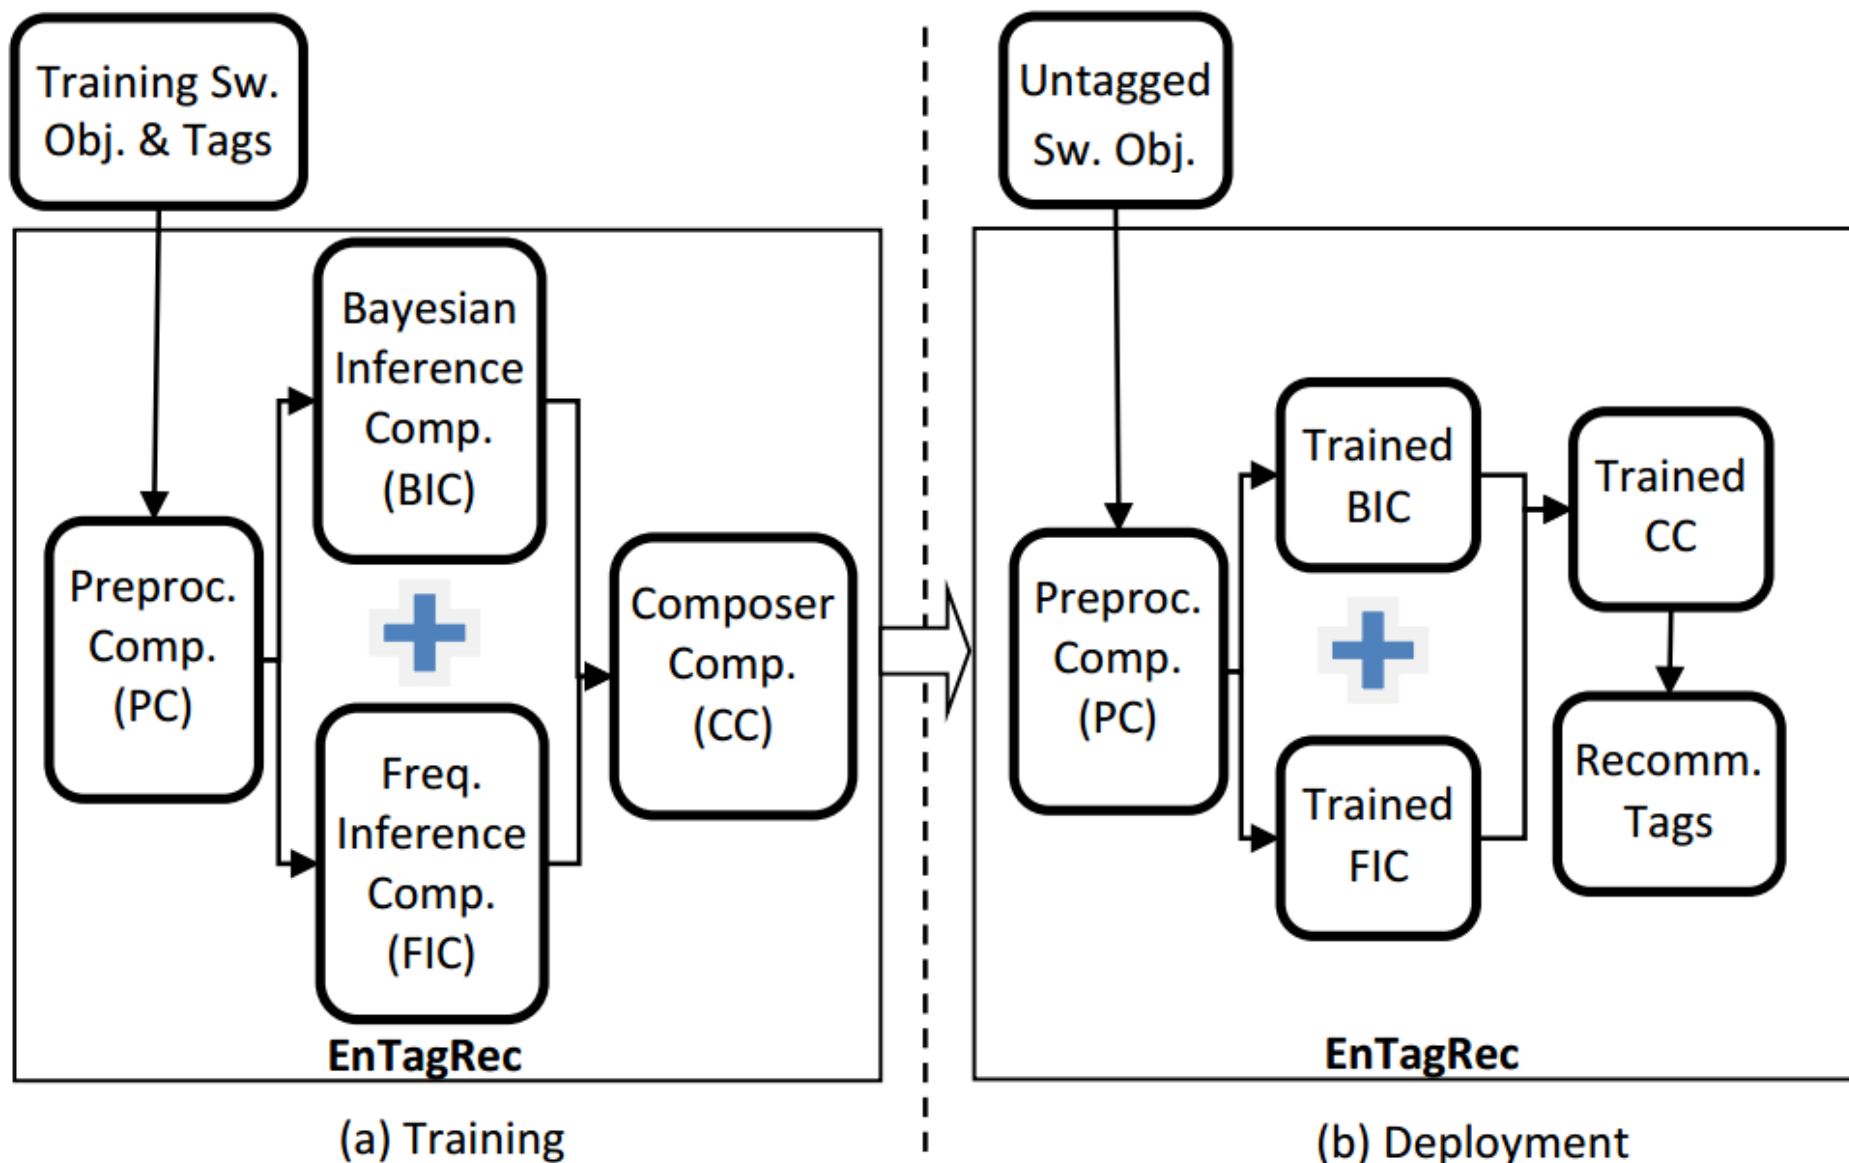 Training Sw.
Obj. & Tags
Bayesian
Inference
Comp.
(BIC)
Preproc.
Comp.
(PC)
Freq.
Inference
Comp.
(FIC)
Composer
Comp.
(CC)
EnTagRec
(a) Training
Untagged
Sw. Obj.
Preproc.
Comp.
(PC)
Trained
BIC
Trained
FIC
Trained
CC
Recomm.
Tags
EnTagRec
(b) Deployment